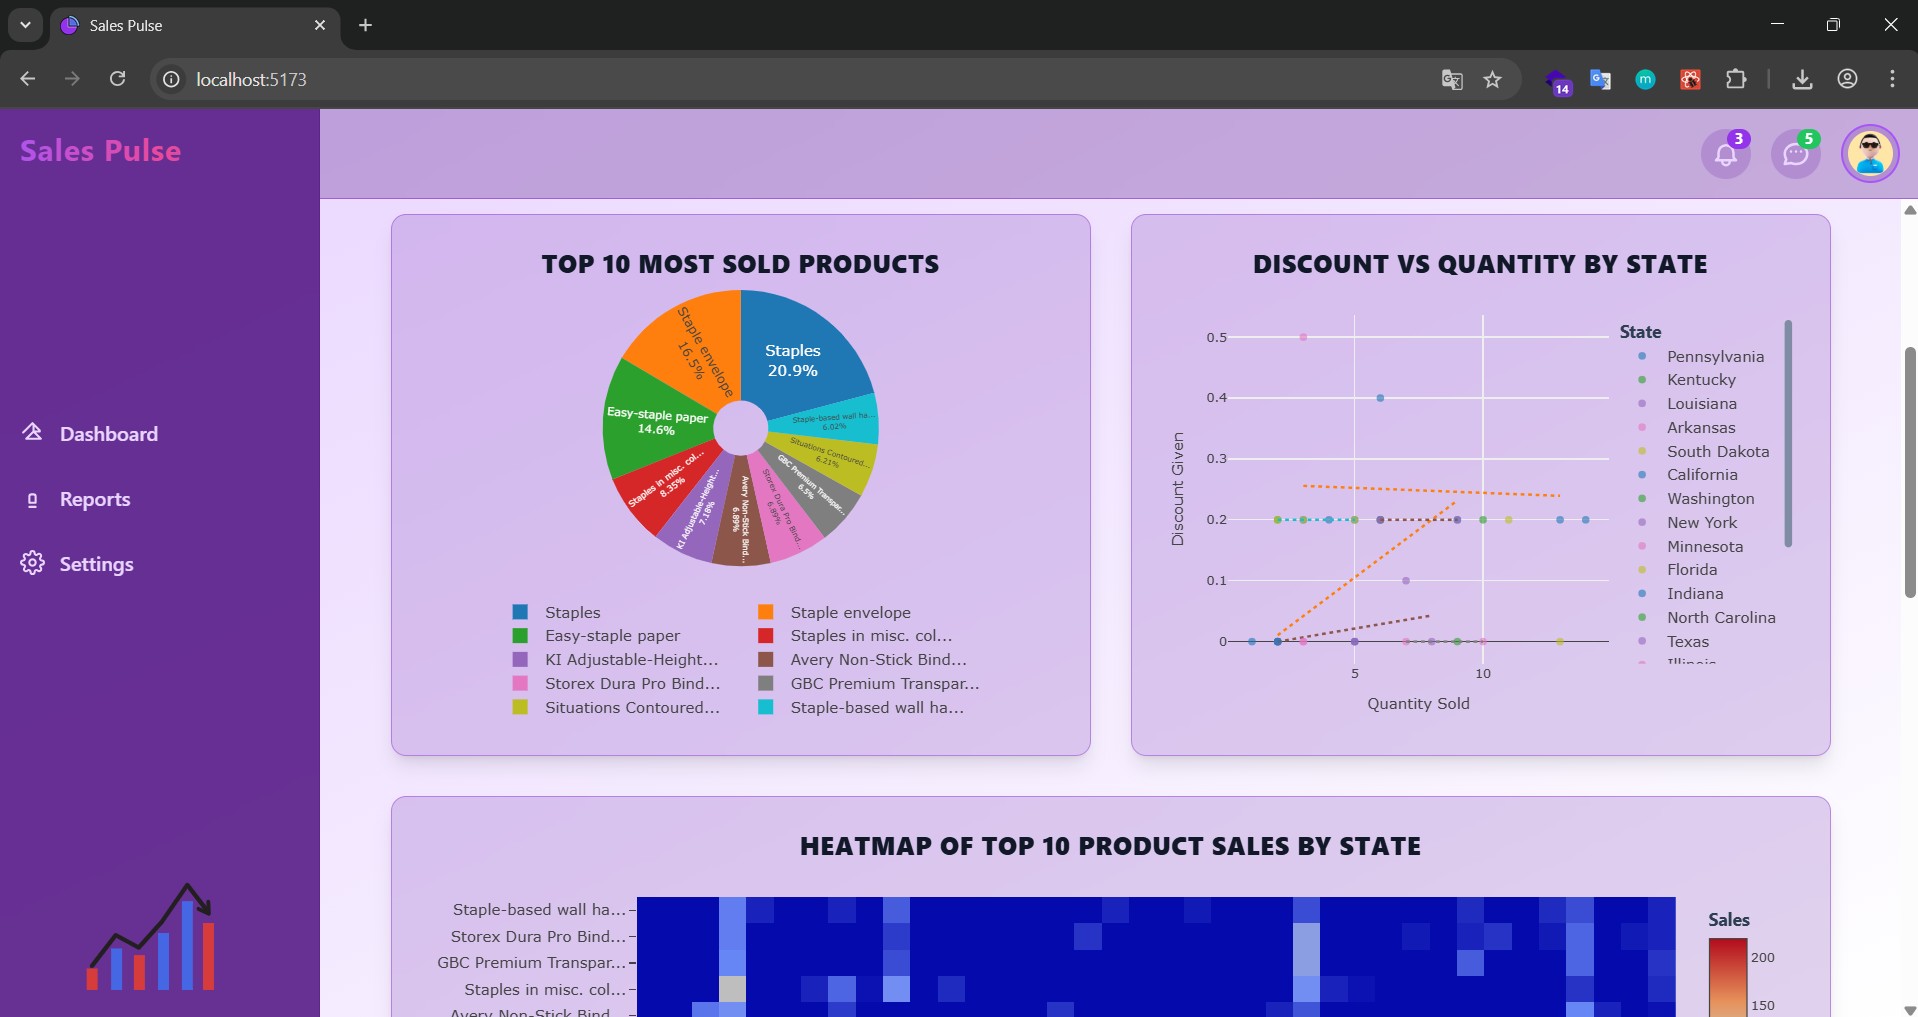 Sales Pulse
localhost:5173
14
m
Sales Pulse
3
5
Dashboard
Reports
Settings
TOP 10 MOST SOLD PRODUCTS
Staples
20.9%
Staple envelope
16.5%
Easy-staple paper
14.6%
Staples in misc. col...
8.35%
KI Adjustable-Height...
7.18%
Avery Non-Stick Bind...
6.89%
Storex Dura Pro Bind...
6.89%
GBC Premium Transpar...
6.5%
Situations Contoured...
6.21%
Staple-based wall ha...
6.02%
Staples
Staple envelope
Easy-staple paper
Staples in misc. col...
KI Adjustable-Height...
Avery Non-Stick Bind...
Storex Dura Pro Bind...
GBC Premium Transpar...
Situations Contoured...
Staple-based wall ha...
DISCOUNT VS QUANTITY BY STATE
Discount Given
0.5
0.4
0.3
0.2
0.1
0
5
10
Quantity Sold
State
Pennsylvania
Kentucky
Louisiana
Arkansas
South Dakota
California
Washington
New York
Minnesota
Florida
Indiana
North Carolina
Texas
Illinois
HEATMAP OF TOP 10 PRODUCT SALES BY STATE
Staple-based wall ha...
Storex Dura Pro Bind...
GBC Premium Transpar...
Staples in misc. col...
Avery Non-Stick Bind...
Sales
200
150